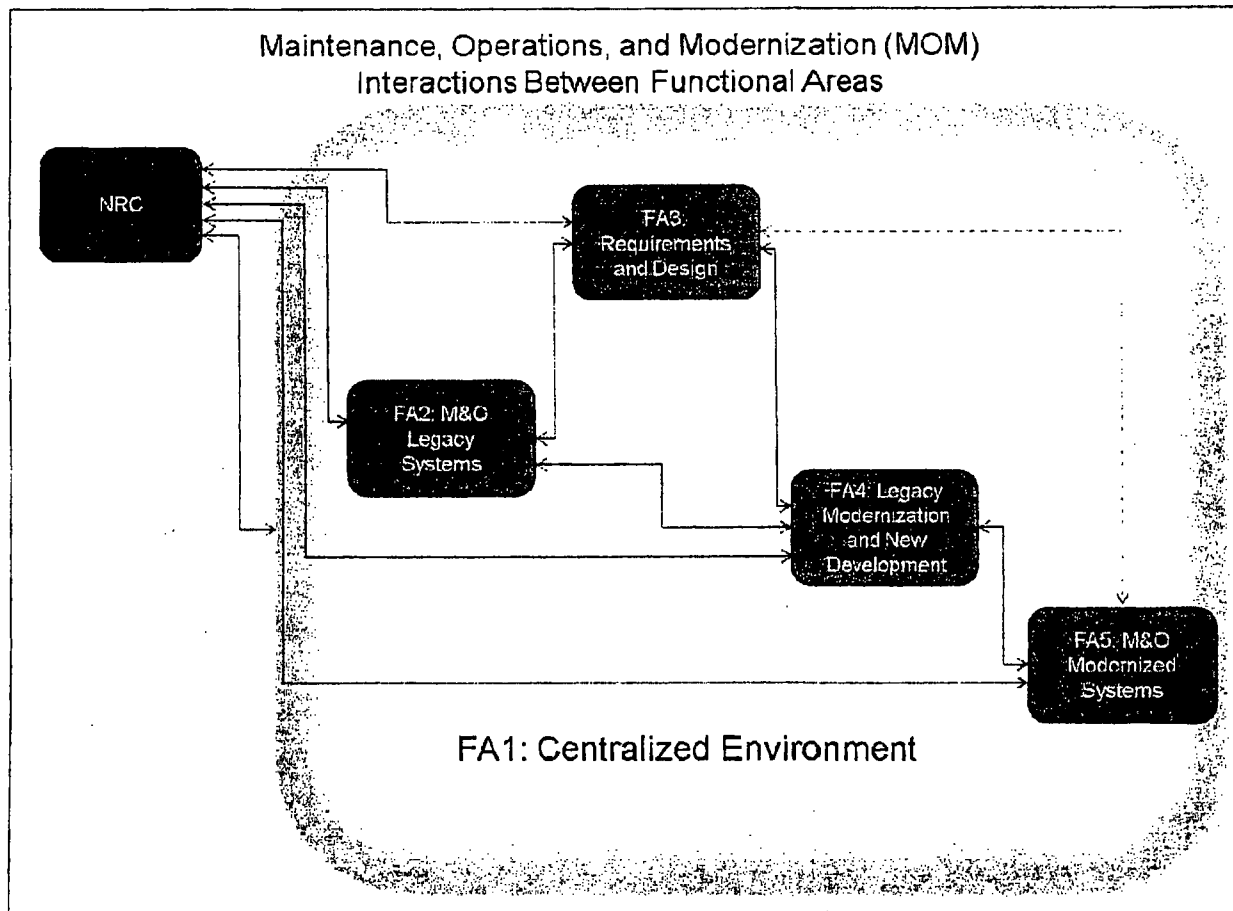 Maintenance, Operations, and Modernization (MOM)
Interactions Between Functional Areas
NRC
FA3:
Requirements
and Design
FA2: M&O
Legacy
Systems
FA4: Legacy
Modernization
and New
Development
FA5: M&O
Modernized
Systems
FA1: Centralized Environment